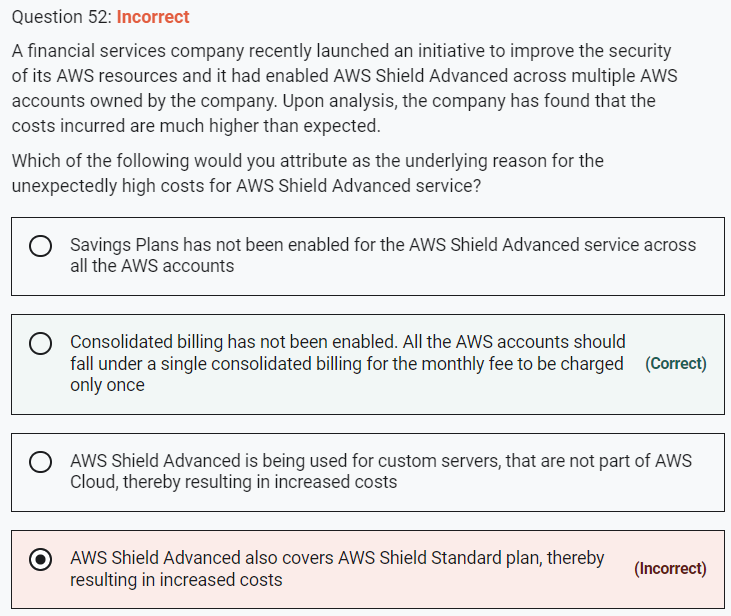 Question 52: Incorrect
A financial services company recently launched an initiative to improve the security
of its AWS resources and it had enabled AWS Shield Advanced across multiple AWS
accounts owned by the company. Upon analysis, the company has found that the
costs incurred are much higher than expected.
Which of the following would you attribute as the underlying reason for the
unexpectedly high costs for AWS Shield Advanced service?
Savings Plans has not been enabled for the AWS Shield Advanced service across
all the AWS accounts
Consolidated billing has not been enabled. All the AWS accounts should
fall under a single consolidated billing for the monthly fee to be charged
only once
(Correct)
AWS Shield Advanced is being used for custom servers, that are not part of AWS
Cloud, thereby resulting in increased costs
AWS Shield Advanced also covers AWS Shield Standard plan, thereby
resulting in increased costs
(Incorrect)